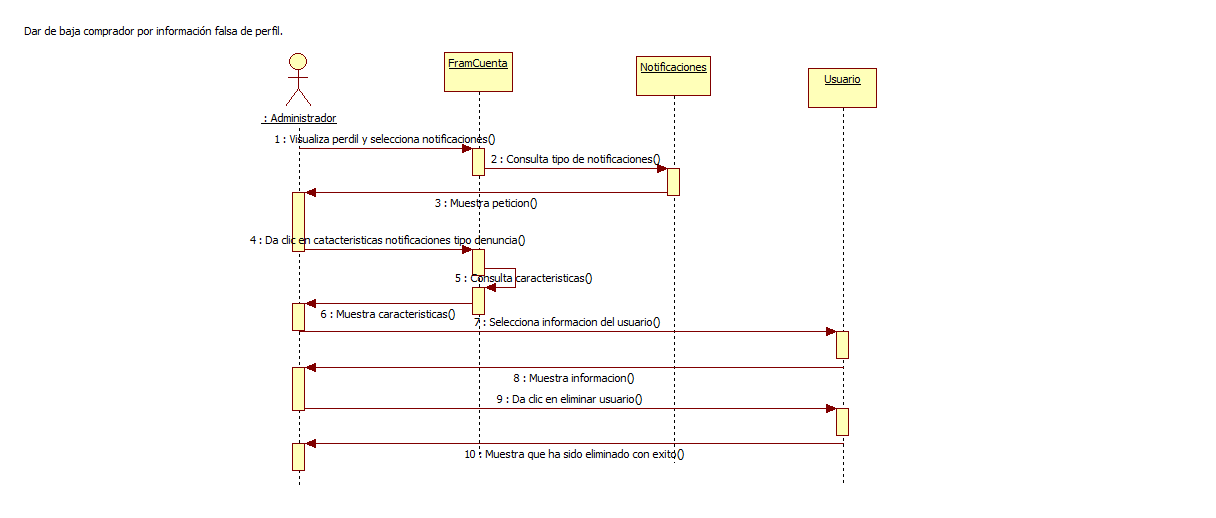 Dar de baja comprador por información falsa de perfil.
FramCuenta
Notificaciones
Usuario
: Administrador
1 : Visualiza perdil y selecciona notificaciones()
2 : Consulta tipo de notificaciones()
3 : Muestra peticion()
4 : Da clic en catacteristicas notificaciones tipo denuncia()
5 : Consulta caracteristicas()
6 : Muestra caracteristicas()
7 : Selecciona informacion del usuario()
8 : Muestra informacion()
9 : Da clic en eliminar usuario()
10 : Muestra que ha sido eliminado con exito()